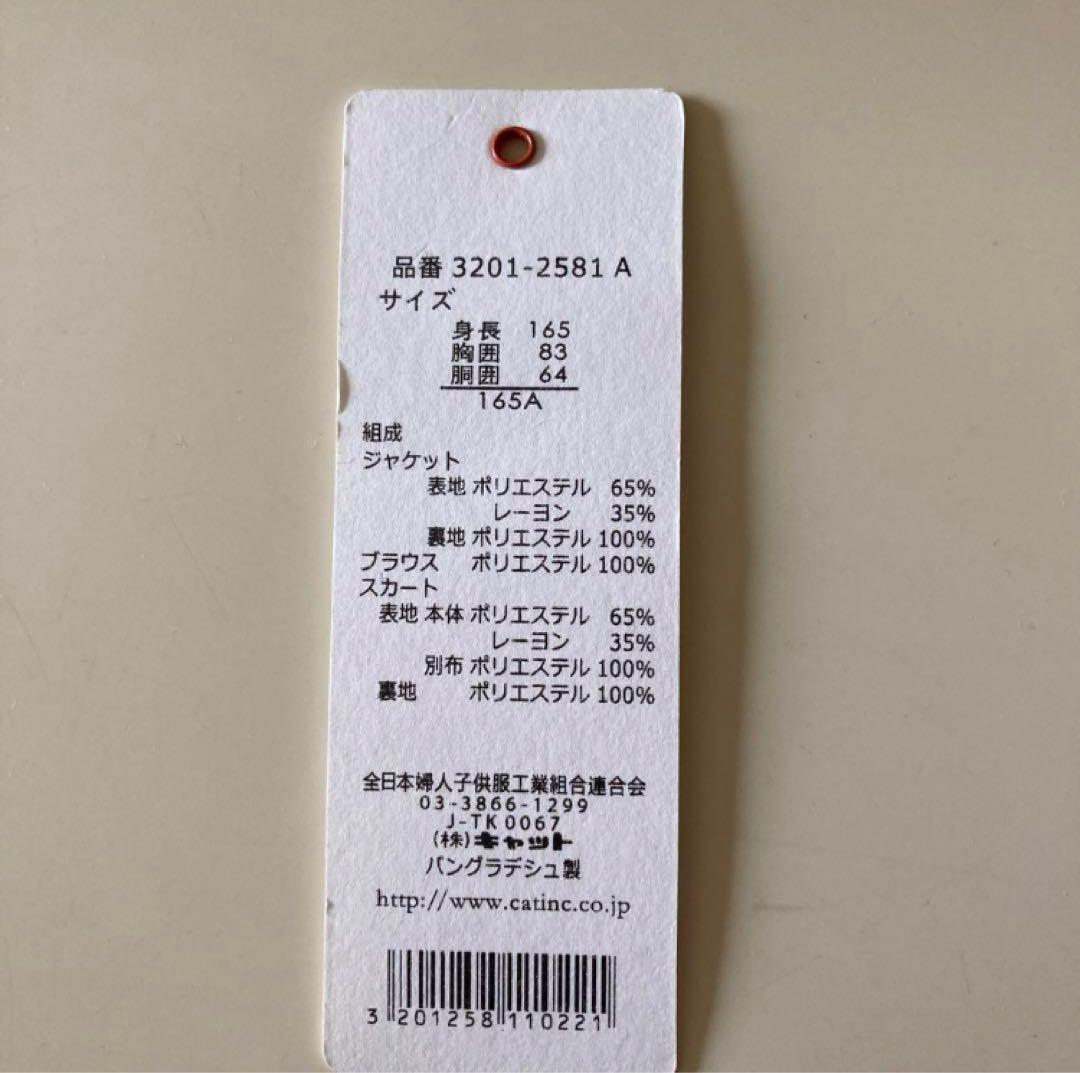 品番 3201-2581 A
サイズ
身長 165
胸囲 83
胴囲 64
165A
組成
ジャケット
表地 ポリエステル 65%
レーヨン 35%
裏地 ポリエステル 100%
ブラウス ポリエステル 100%
スカート
表地 本体 ポリエステル 65%
レーヨン 35%
別布 ポリエステル 100%
裏地 ポリエステル 100%
全日本婦人子供服工業組合連合会
03-3866-1299
J-TK0067
(株)キャット
バングラデシュ製
http://www.catinc.co.jp
3 201258 110221